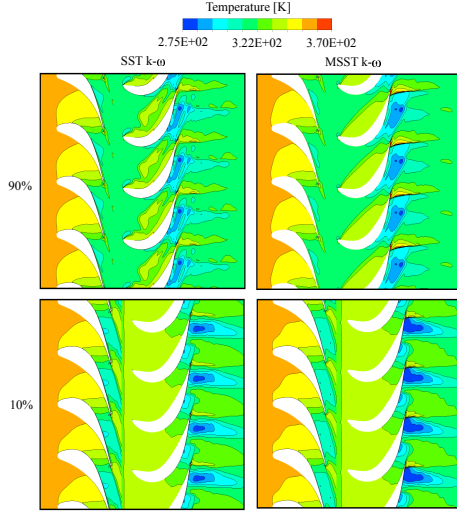 Temperature [K]
2.75E+02 3.22E+02 3.70E+02
SST k-ω MSST k-ω
90%
10%